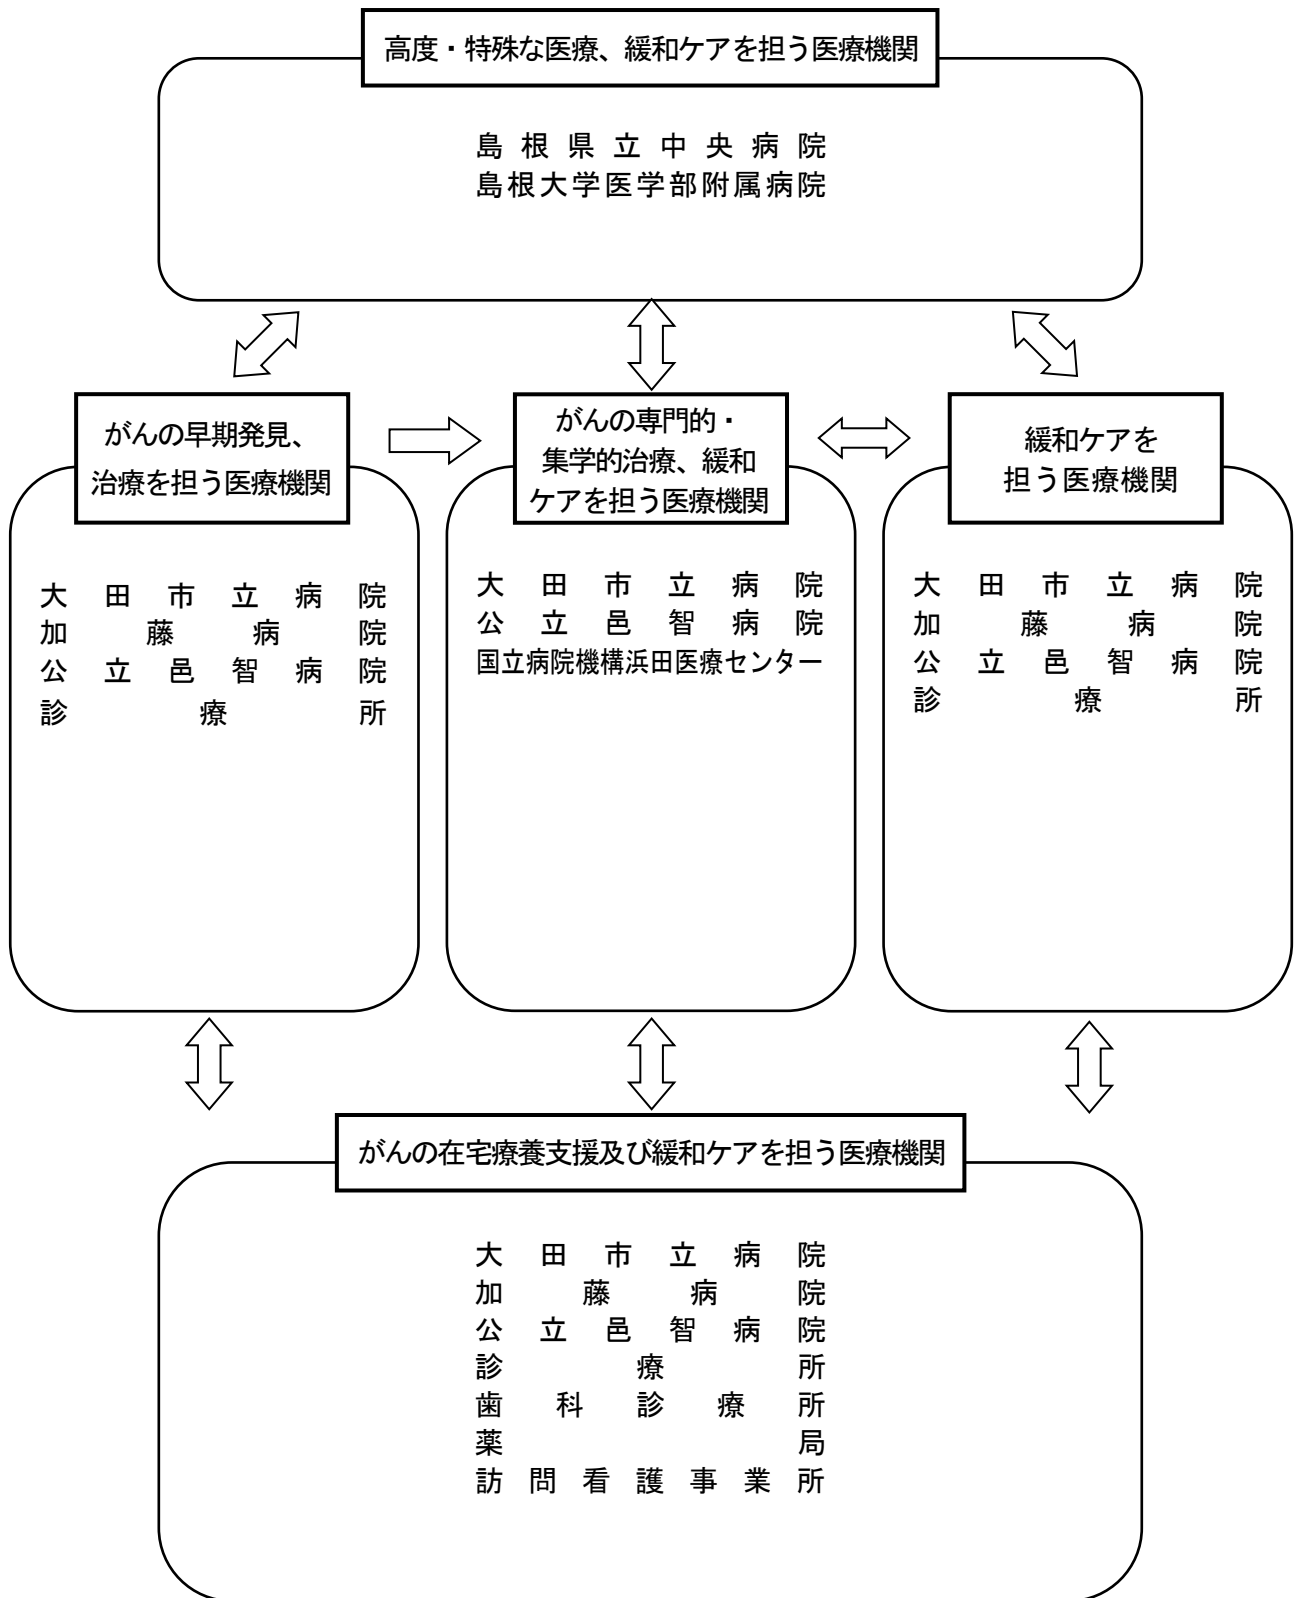 高度・特殊な医療、緩和ケアを担う医療機関
島根県立中央病院
島根大学医学部附属病院
がんの早期発見、
治療を担う医療機関
大田市立病院
加藤病院
公立邑智病院
診療所
がんの専門的・
集学的治療、緩和
ケアを担う医療機関
大田市立病院
公立邑智病院
国立病院機構浜田医療センター
緩和ケアを
担う医療機関
大田市立病院
加藤病院
公立邑智病院
診療所
がんの在宅療養支援及び緩和ケアを担う医療機関
大田市立病院
加藤病院
公立邑智病院
診療所
歯科診療所
薬局
訪問看護事業所